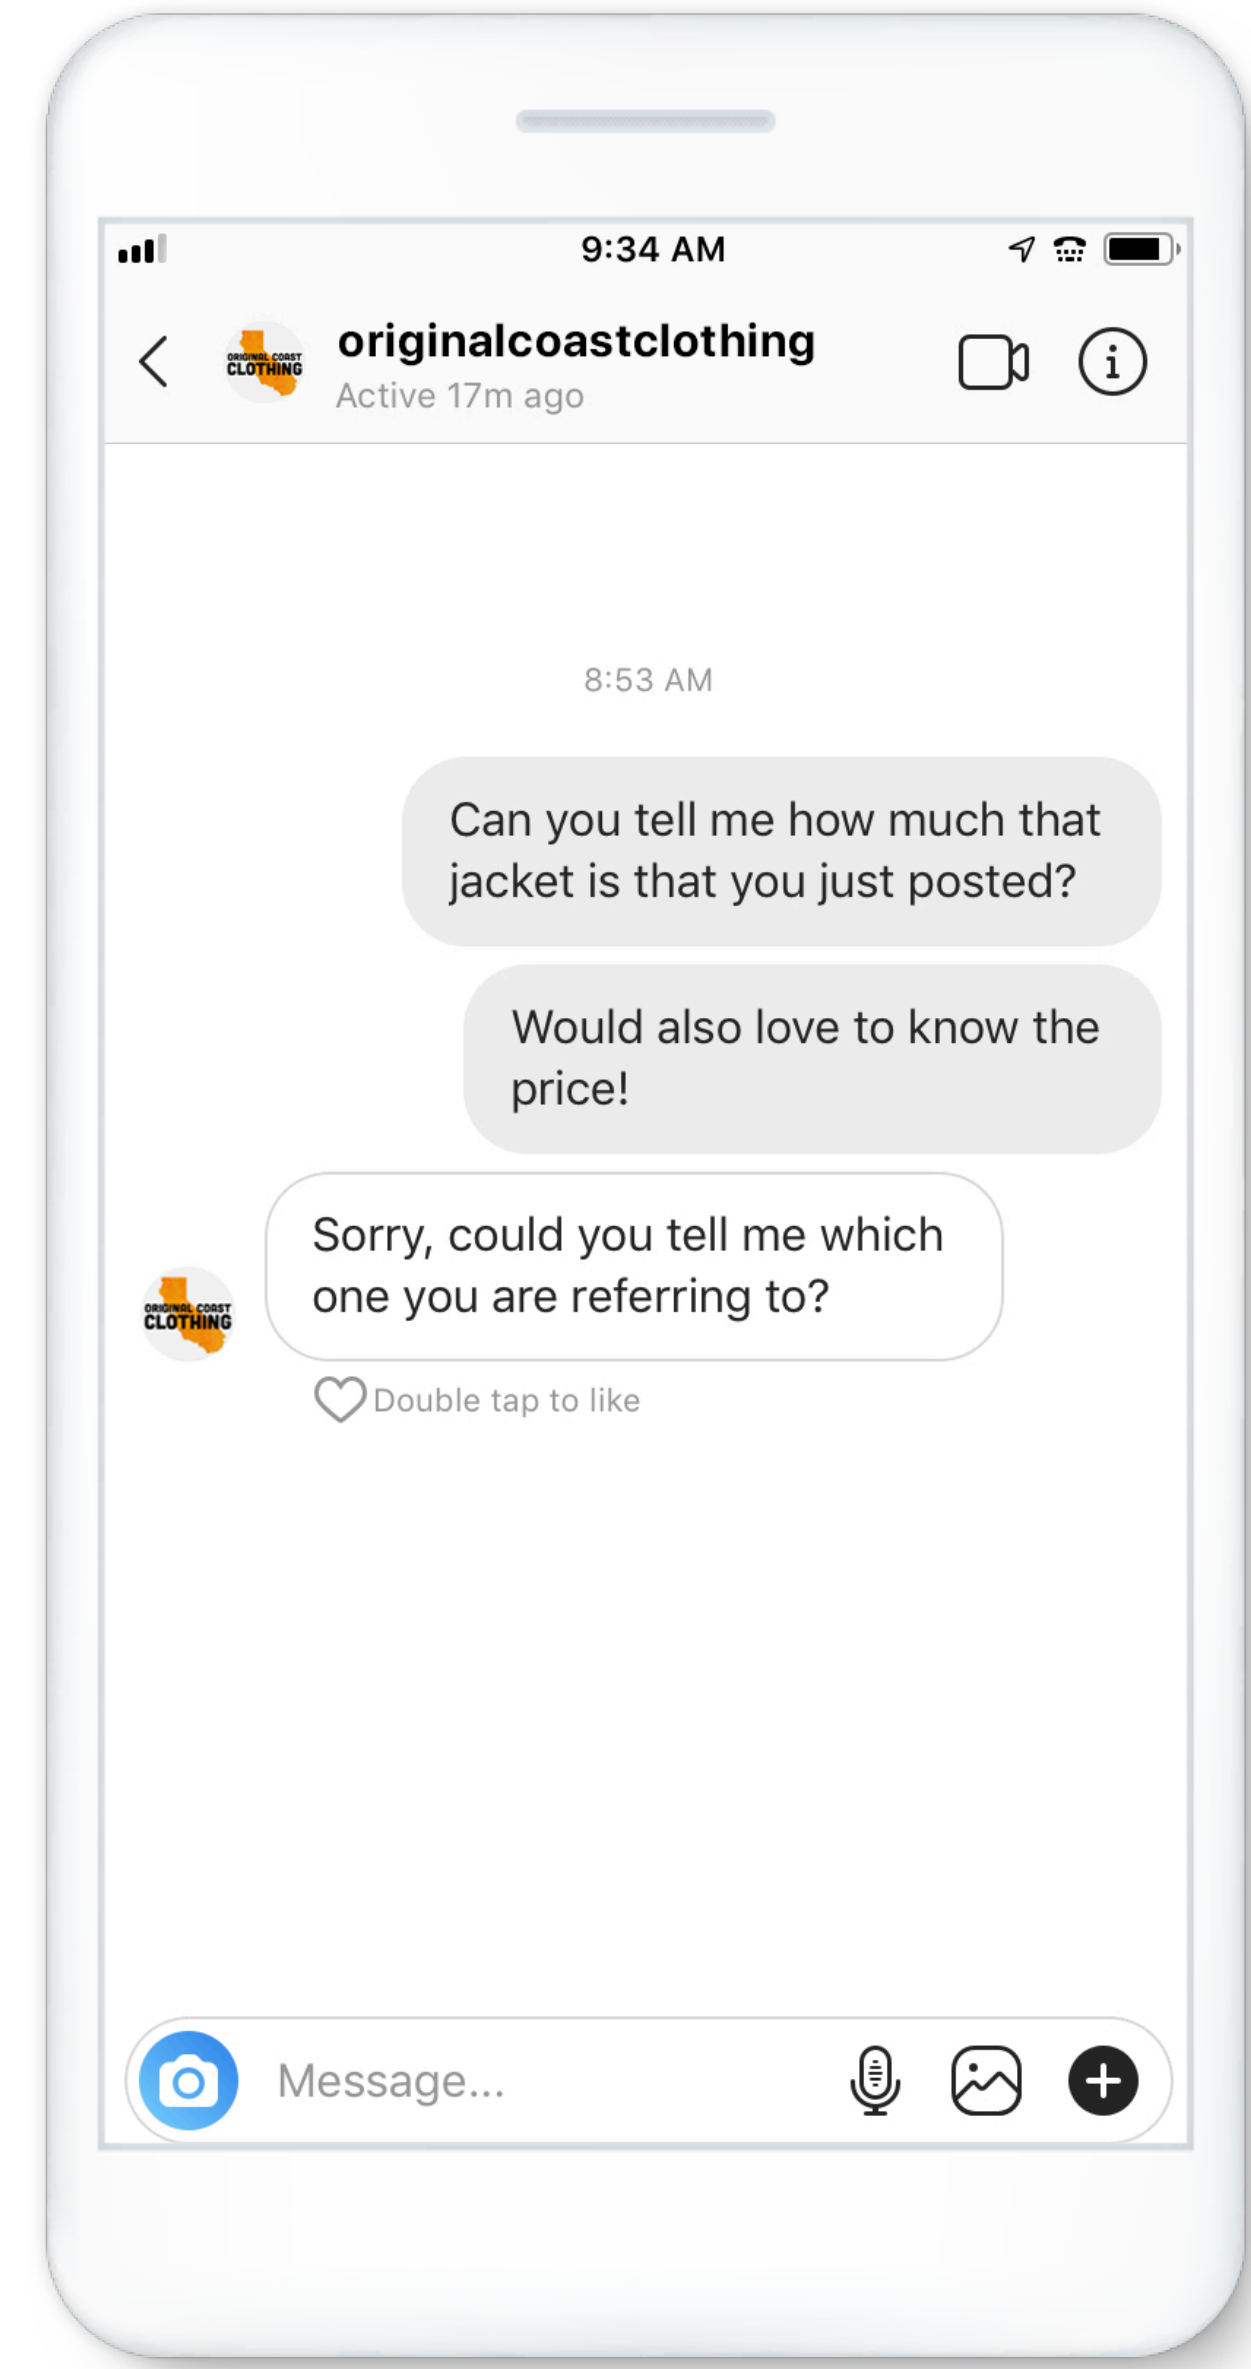 9:34 AM
ORIGINAL COAST
CLOTHING
originalcoastclothing
Active 17m ago
8:53 AM
Can you tell me how much that
jacket is that you just posted?
Would also love to know the
price!
Sorry, could you tell me which
one you are referring to?
ORIGINAL COAST
CLOTHING
Double tap to like
Message...